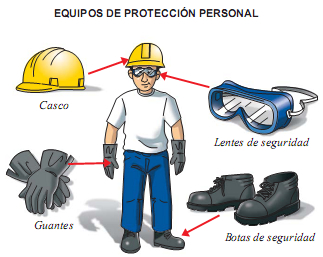 EQUIPOS DE PROTECCIÓN PERSONAL
Casco
Lentes de seguridad
Guantes
Botas de seguridad